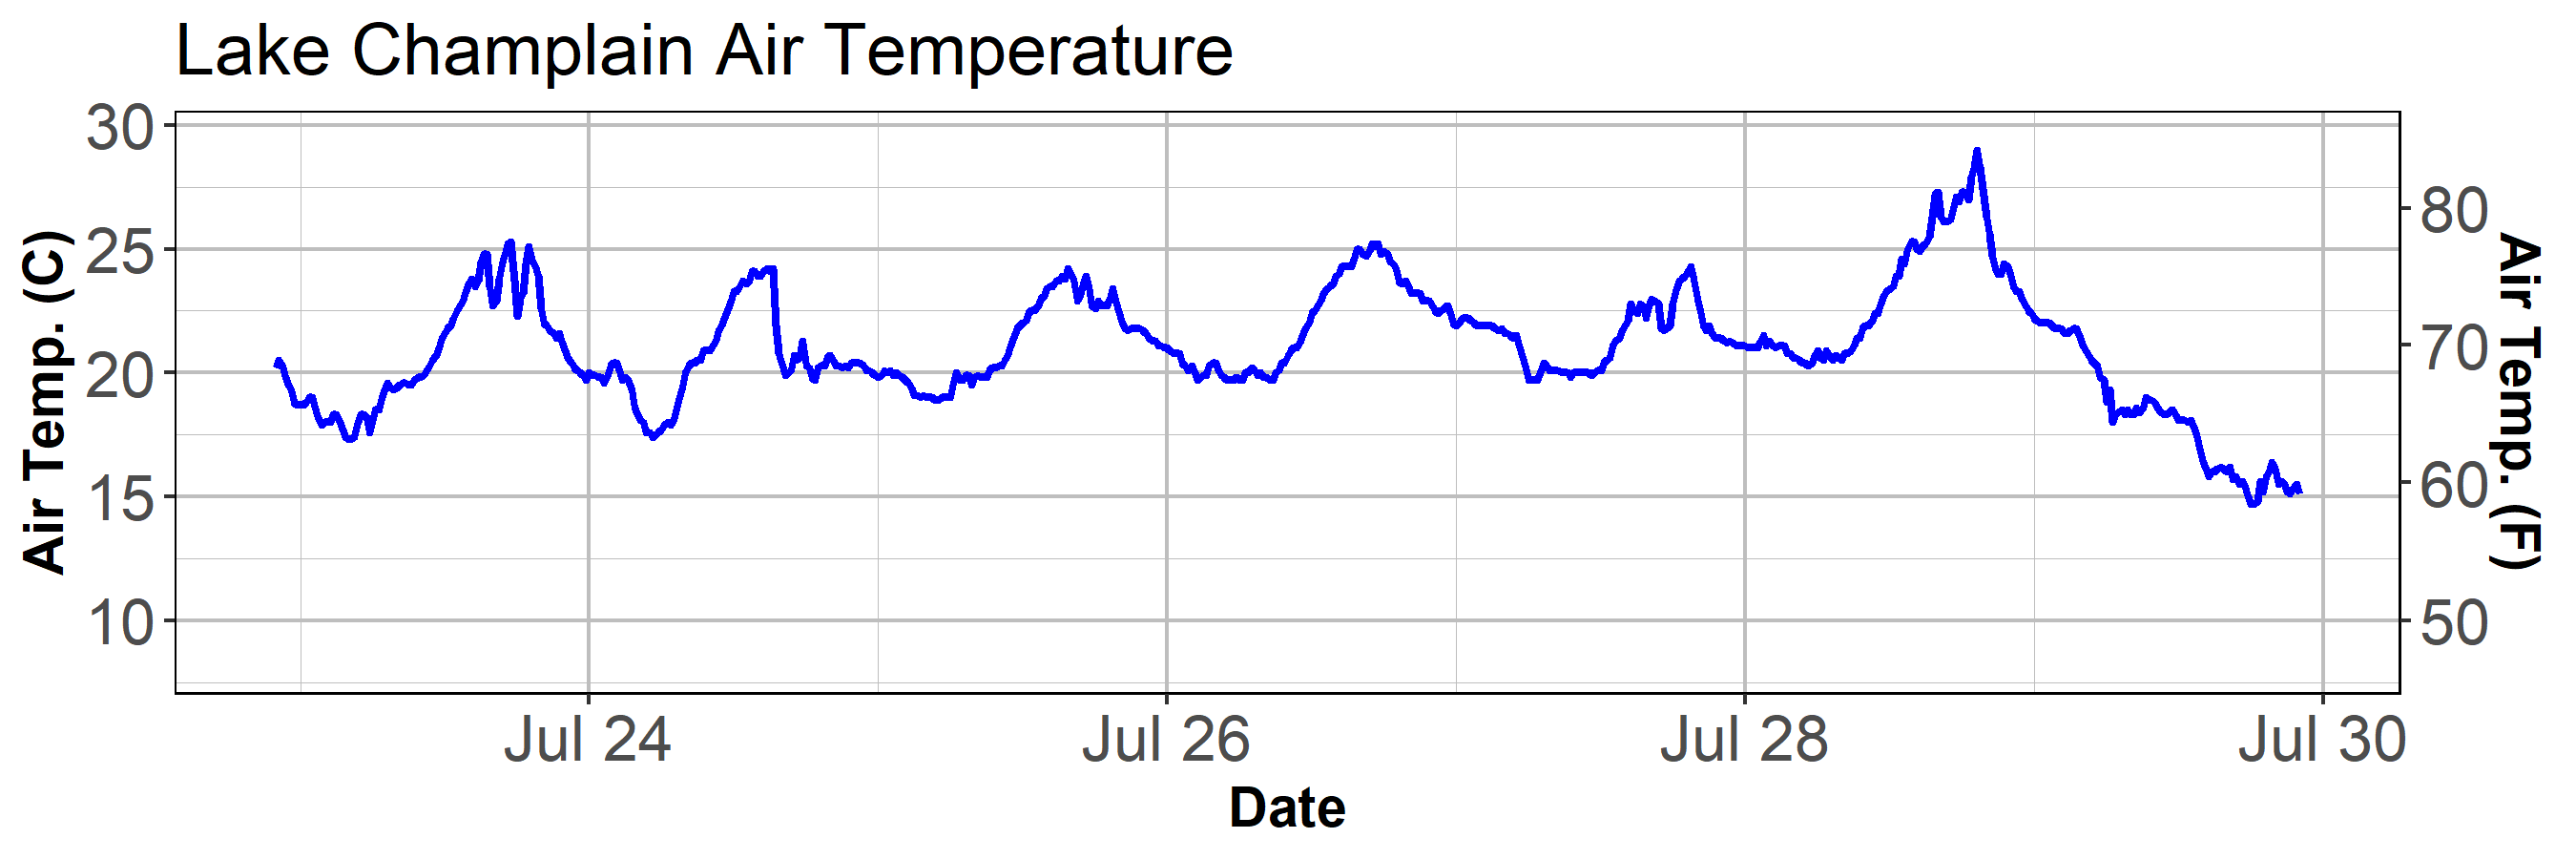 Lake Champlain Air Temperature
30
25
20
15
10
Air Temp. (C)
80
70
60
50
Air Temp. (F)
Jul 24 Jul 26 Jul 28 Jul 30
Date